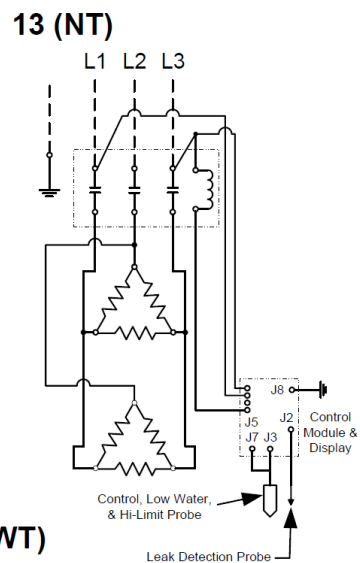 13 (NT)
L1 L2 L3
J8
J5
J2
J7 J3
Control
Module &
Display
Control, Low Water,
& Hi-Limit Probe
WT)
Leak Detection Probe